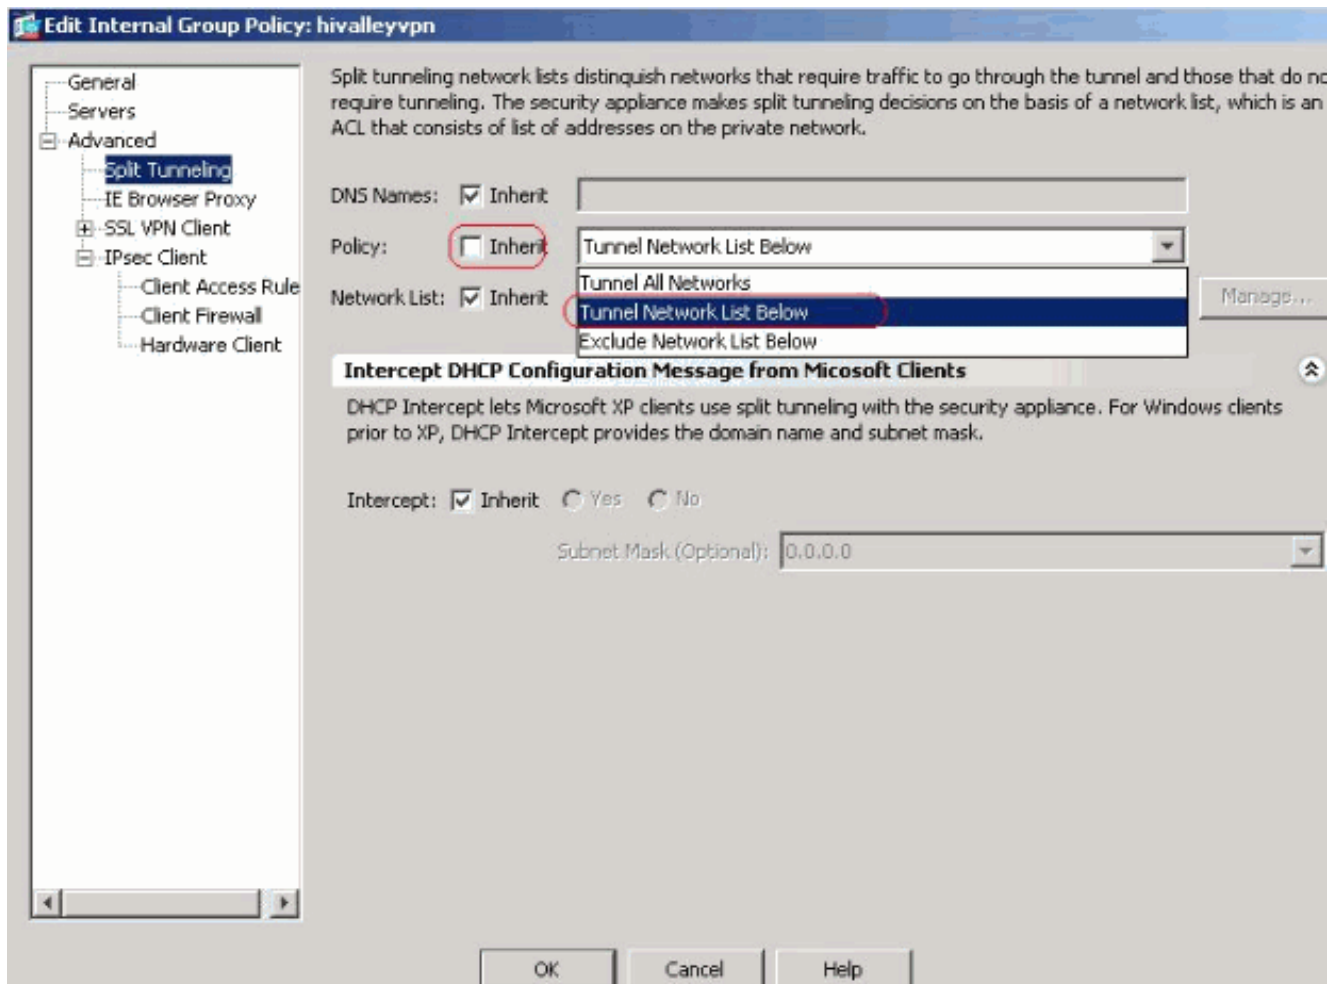 Edit Internal Group Policy: hivalleyvpn
General
Servers
Advanced
Split Tunneling
IE Browser Proxy
SSL VPN Client
IPsec Client
Client Access Rule
Client Firewall
Hardware Client
Split tunneling network lists distinguish networks that require traffic to go through the tunnel and those that do no
require tunneling. The security appliance makes split tunneling decisions on the basis of a network list, which is an
ACL that consists of list of addresses on the private network.
DNS Names: Inherit
Policy: Inherit Tunnel Network List Below
Tunnel All Networks
Network List: Inherit Tunnel Network List Below Manage...
Exclude Network List Below
Intercept DHCP Configuration Message from Micosoft Clients
DHCP Intercept lets Microsoft XP clients use split tunneling with the security appliance. For Windows clients
prior to XP, DHCP Intercept provides the domain name and subnet mask.
Intercept: Inherit Yes No
Subnet Mask (Optional): 0.0.0.0
OK Cancel Help